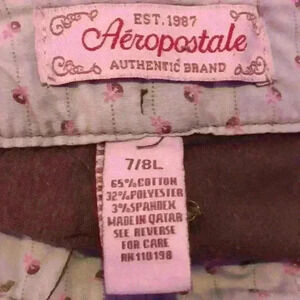 EST. 1987
Aéropostale
AUTHENTIC BRAND
7/8L
65% COTTON
32% POLYESTER
3% SPANDEX
MADE IN QATAR
SEE REVERSE
FOR CARE
RN 110198